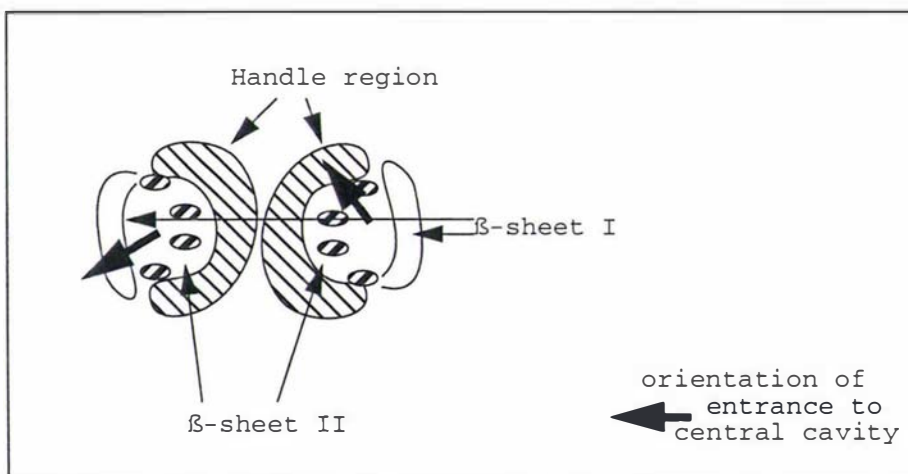 Handle region
ß-sheet I
ß-sheet II
orientation of
entrance to
central cavity